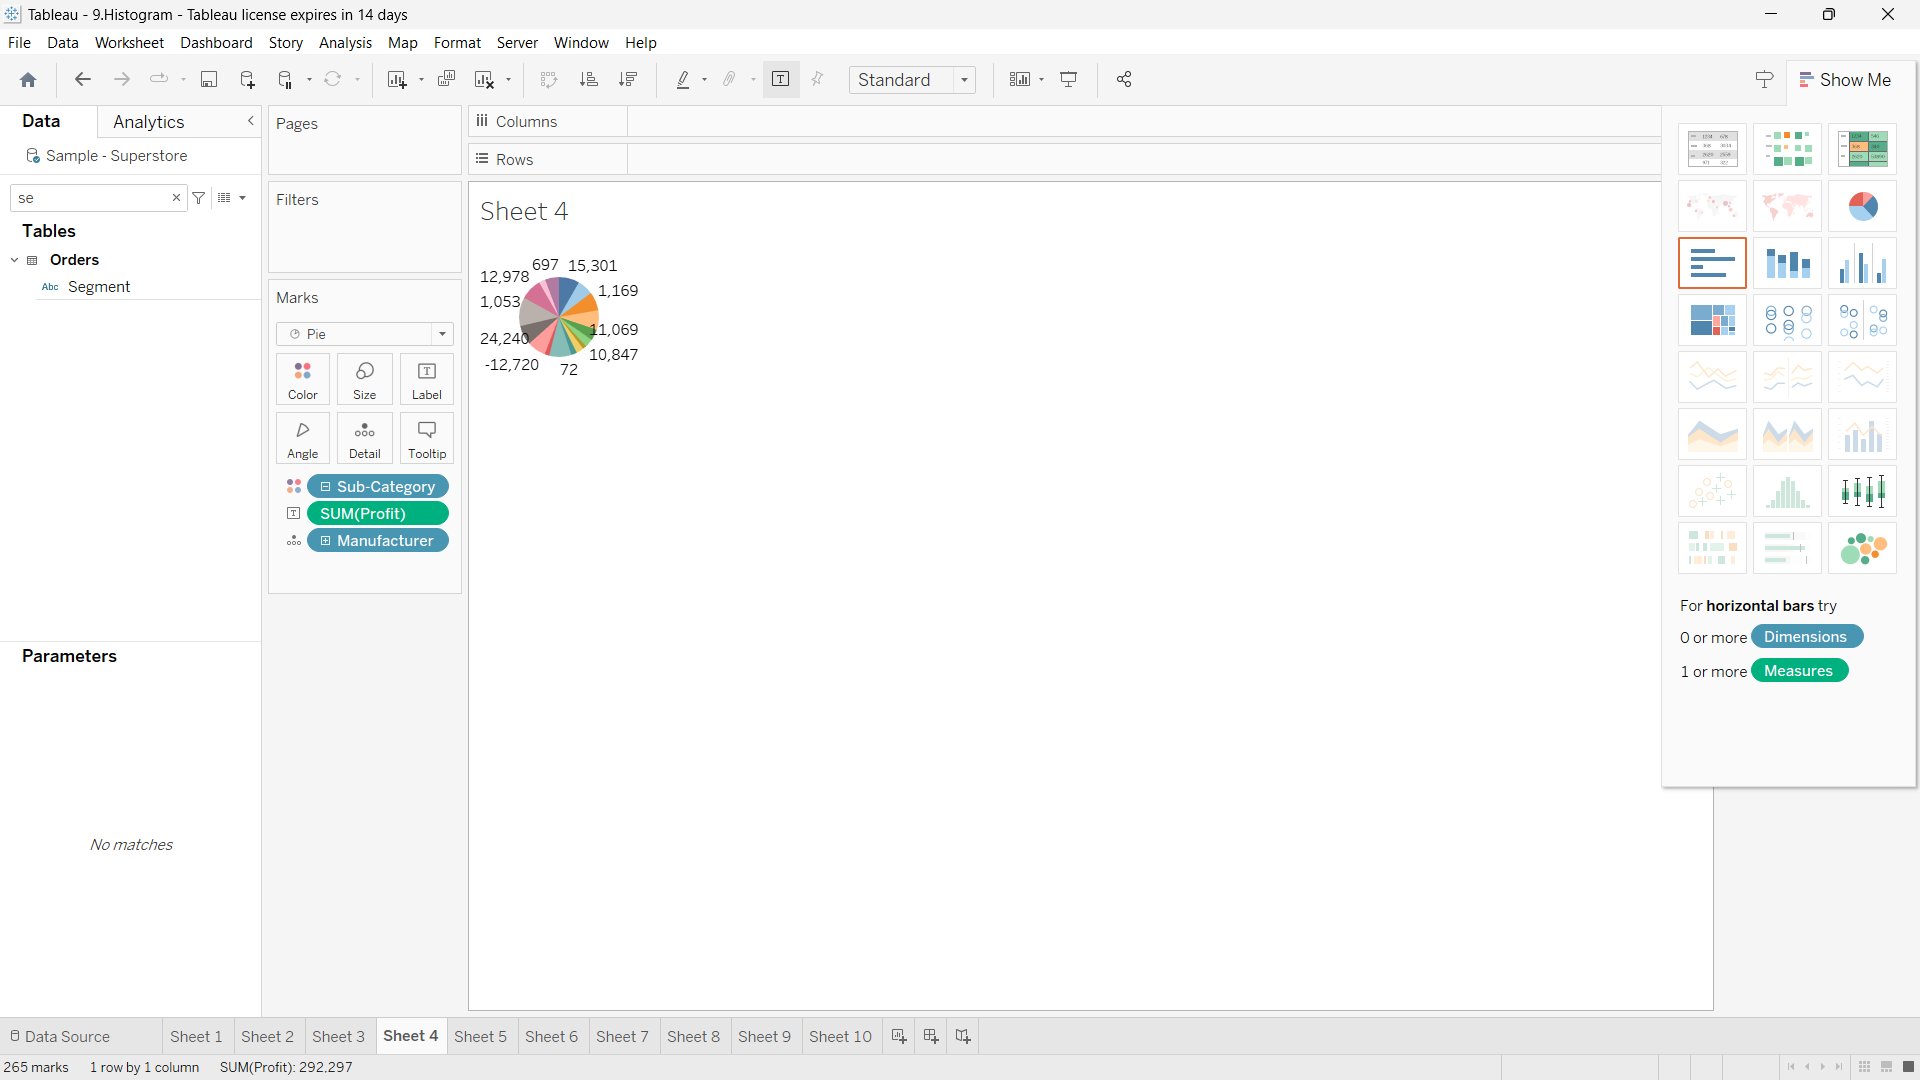 Tableau - 9.Histogram - Tableau license expires in 14 days
File Data Worksheet Dashboard Story Analysis Map Format Server Window Help
Standard
Show Me
Data Analytics
Sample - Superstore
se
Tables
Orders
Abc Segment
Parameters
No matches
Pages
Filters
Marks
Pie
Color Size Label
Angle Detail Tooltip
Sub-Category
SUM(Profit)
Manufacturer
Columns
Rows
Sheet 4
697 15,301
12,978
1,169
1,053
11,069
24,240
10,847
-12,720
72
For horizontal bars try
0 or more Dimensions
1 or more Measures
Data Source Sheet 1 Sheet 2 Sheet 3 Sheet 4 Sheet 5 Sheet 6 Sheet 7 Sheet 8 Sheet 9 Sheet 10
265 marks 1 row by 1 column SUM(Profit): 292,297